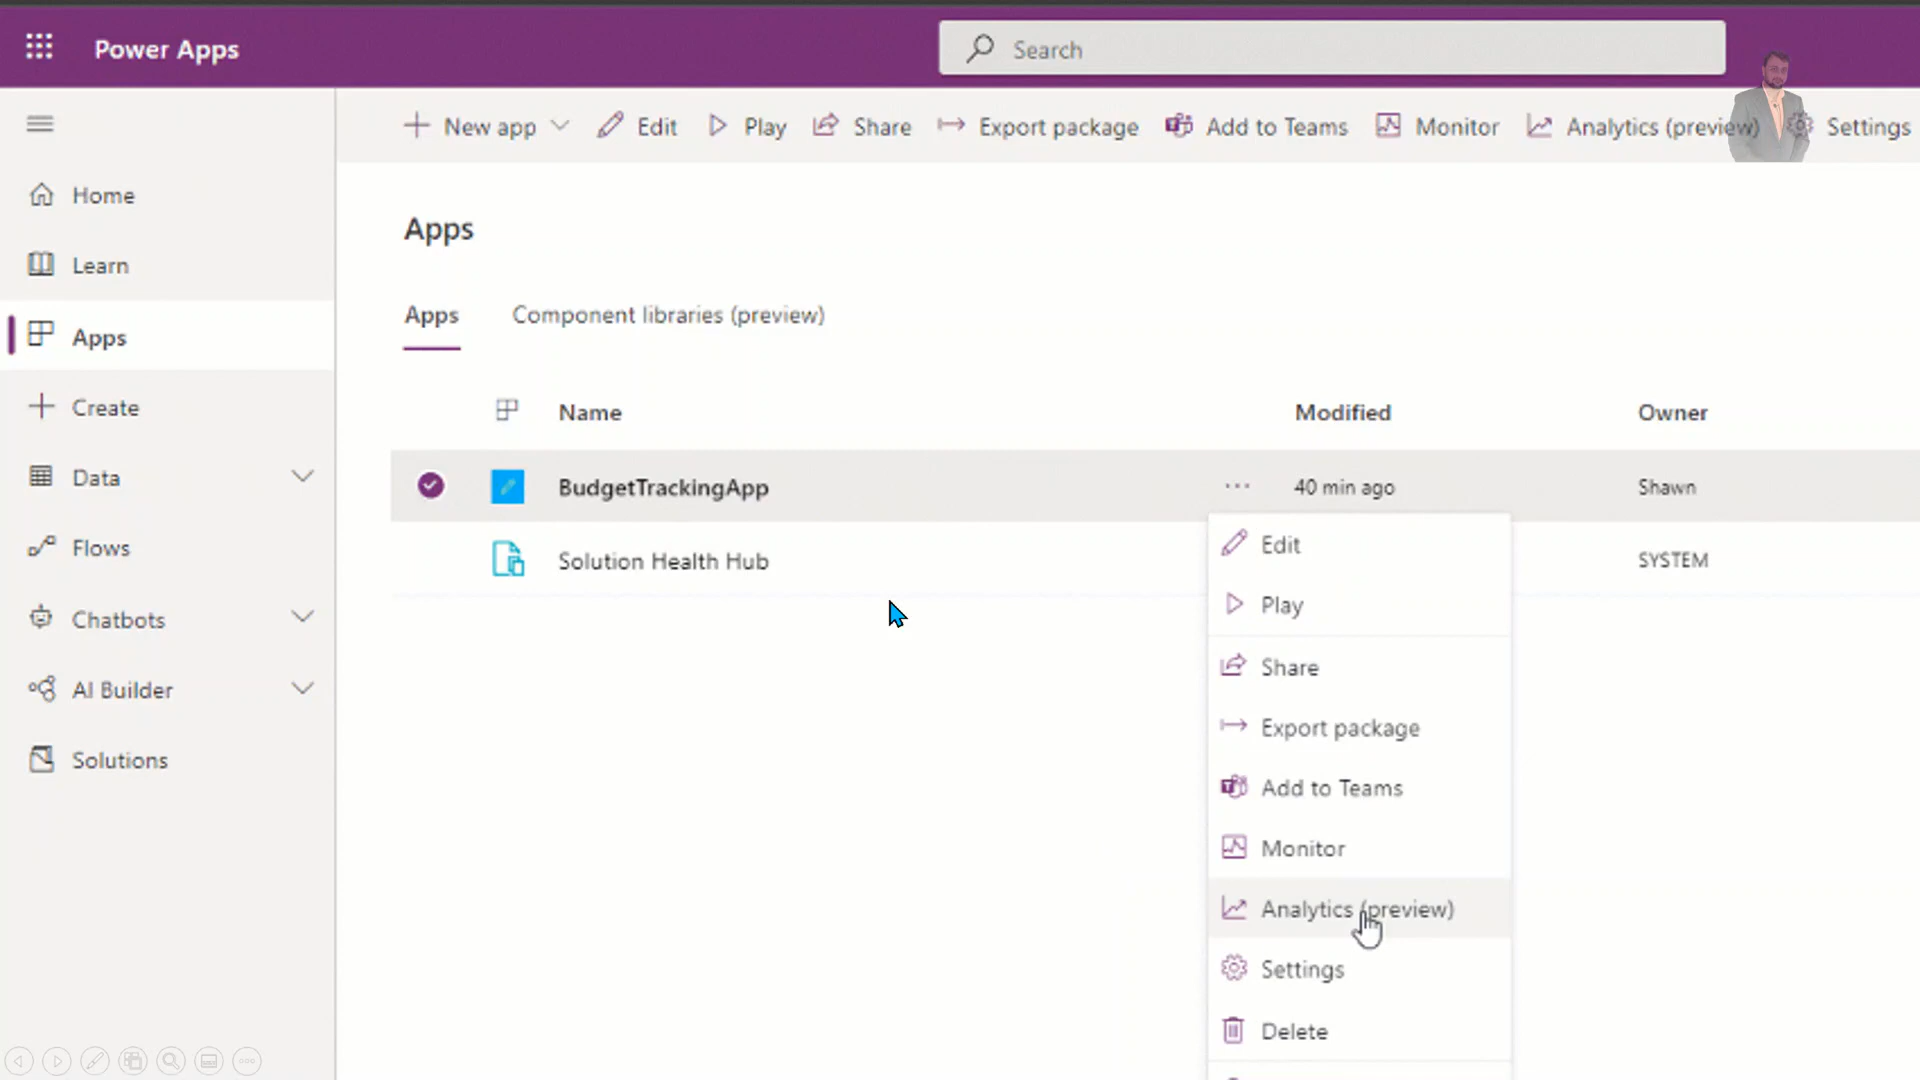 Power Apps
Search
New app
Edit
Play
Share
Export package
Add to Teams
Monitor
Analytics (preview)
Settings
Home
Learn
Apps
Create
Data
Flows
Chatbots
AI Builder
Solutions
Apps
Apps
Component libraries (preview)
Name
Modified
Owner
BudgetTrackingApp
...
40 min ago
Shawn
Solution Health Hub
SYSTEM
Edit
Play
Share
Export package
Add to Teams
Monitor
Analytics (preview)
Settings
Delete